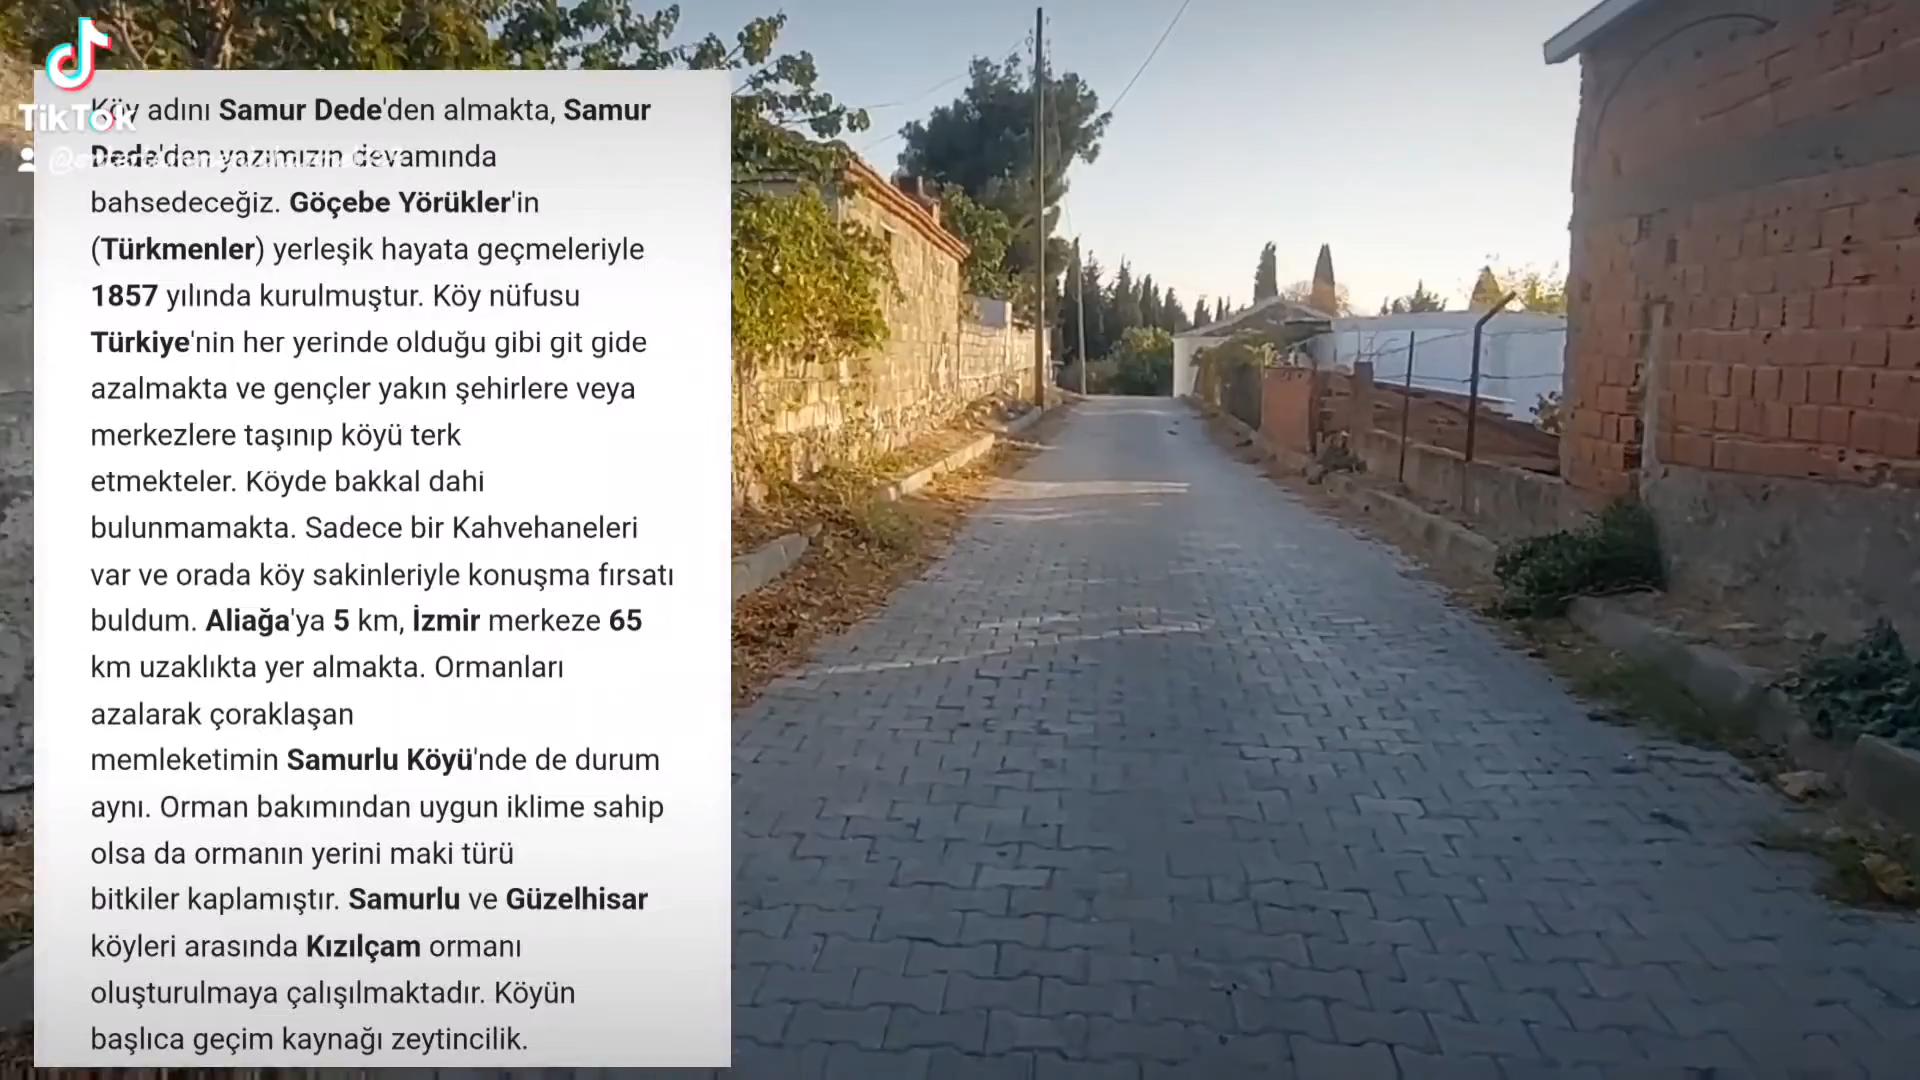 TikTok
Köy adını Samur Dede'den almakta, Samur
Dede'den yazımızın devamında
bahsedeceğiz. Göçebe Yörükler'in
(Türkmenler) yerleşik hayata geçmeleriyle
1857 yılında kurulmuştur. Köy nüfusu
Türkiye'nin her yerinde olduğu gibi git gide
azalmakta ve gençler yakın şehirlere veya
merkezlere taşınıp köyü terk
etmekteler. Köyde bakkal dahi
bulunmamakta. Sadece bir Kahvehaneleri
var ve orada köy sakinleriyle konuşma fırsatı
buldum. Aliağa'ya 5 km, İzmir merkeze 65
km uzaklıkta yer almakta. Ormanları
azalarak çoraklaşan
memleketimin Samurlu Köyü'nde de durum
aynı. Orman bakımından uygun iklime sahip
olsa da ormanın yerini maki türü
bitkiler kaplamıştır. Samurlu ve Güzelhisar
köyleri arasında Kızılçam ormanı
oluşturulmaya çalışılmaktadır. Köyün
başlıca geçim kaynağı zeytincilik.